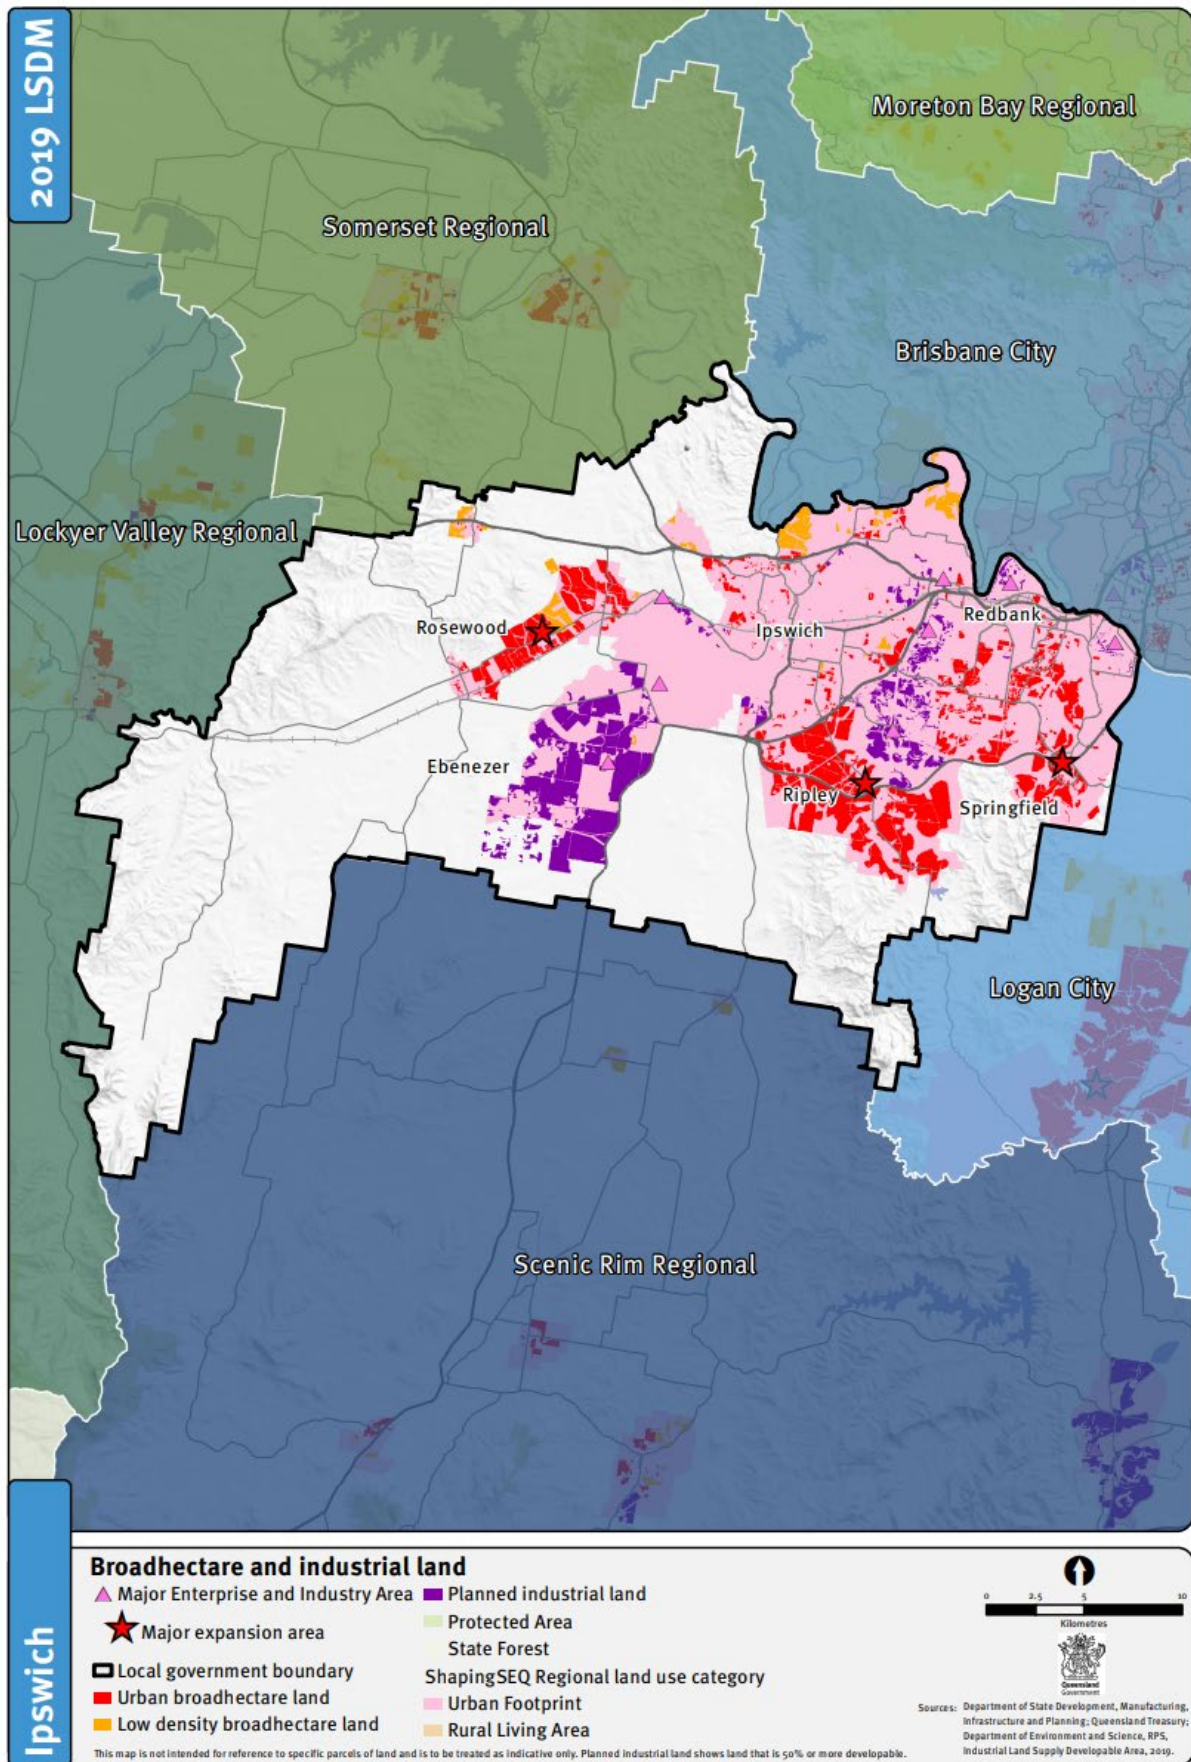 2019 LSDM
Moreton Bay Regional
Somerset Regional
Brisbane City
Lockyer Valley Regional
Rosewood
Ipswich
Redbank
Ebenezer
Ripley
Springfield
Logan City
Scenic Rim Regional
Ipswich
Broadhectare and industrial land
Major Enterprise and Industry Area
Major expansion area
Local government boundary
Urban broadhectare land
Low density broadhectare land
Planned industrial land
Protected Area
State Forest
ShapingSEQ Regional land use category
Urban Footprint
Rural Living Area
0 2.5 5 10
Kilometres
Queensland
Government
Sources: Department of State Development, Manufacturing,
Infrastructure and Planning; Queensland Treasury;
Department of Environment and Science, RPS,
Industrial Land Supply Developable Area, 2019.
This map is not intended for reference to specific parcels of land and is to be treated as indicative only. Planned industrial land shows land that is 50% or more developable.